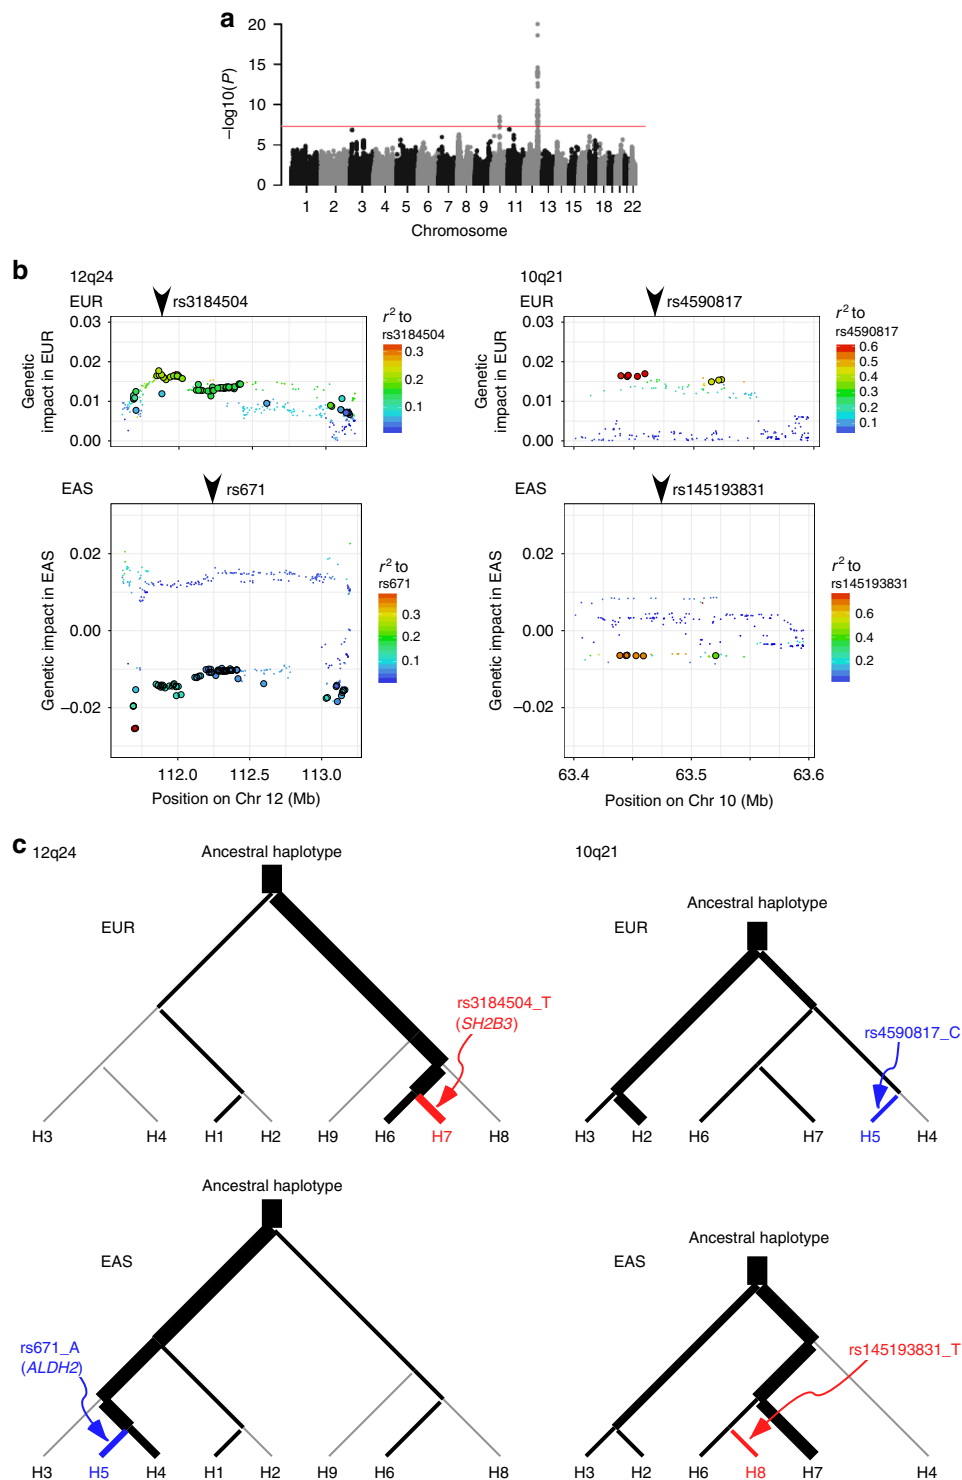 a
20
15
10
5
0
−log10(P)
1 2 3 4 5 6 7 8 9 11 13 15 18 22
Chromosome
b
12q24
EUR
rs3184504
0.03
0.02
0.01
0.00
Genetic
impact in EUR
r² to
rs3184504
0.3
0.2
0.1
10q21
EUR
rs4590817
0.03
0.02
0.01
0.00
Genetic
impact in EUR
r² to
rs4590817
0.6
0.5
0.4
0.3
0.2
0.1
EAS
rs671
0.02
0.00
−0.02
Genetic impact in EAS
r² to
rs671
0.3
0.2
0.1
112.0 112.5 113.0
Position on Chr 12 (Mb)
EAS
rs145193831
0.02
0.00
−0.02
Genetic impact in EAS
r² to
rs145193831
0.6
0.4
0.2
63.4 63.5 63.6
Position on Chr 10 (Mb)
c
12q24
Ancestral haplotype
EUR
rs3184504_T
(SH2B3)
H3 H4 H1 H2 H9 H6 H7 H8
10q21
Ancestral haplotype
EUR
rs4590817_C
H3 H2 H6 H7 H5 H4
Ancestral haplotype
EAS
rs671_A
(ALDH2)
H3 H5 H4 H1 H2 H9 H6 H8
Ancestral haplotype
EAS
rs145193831_T
H3 H2 H6 H8 H7 H4